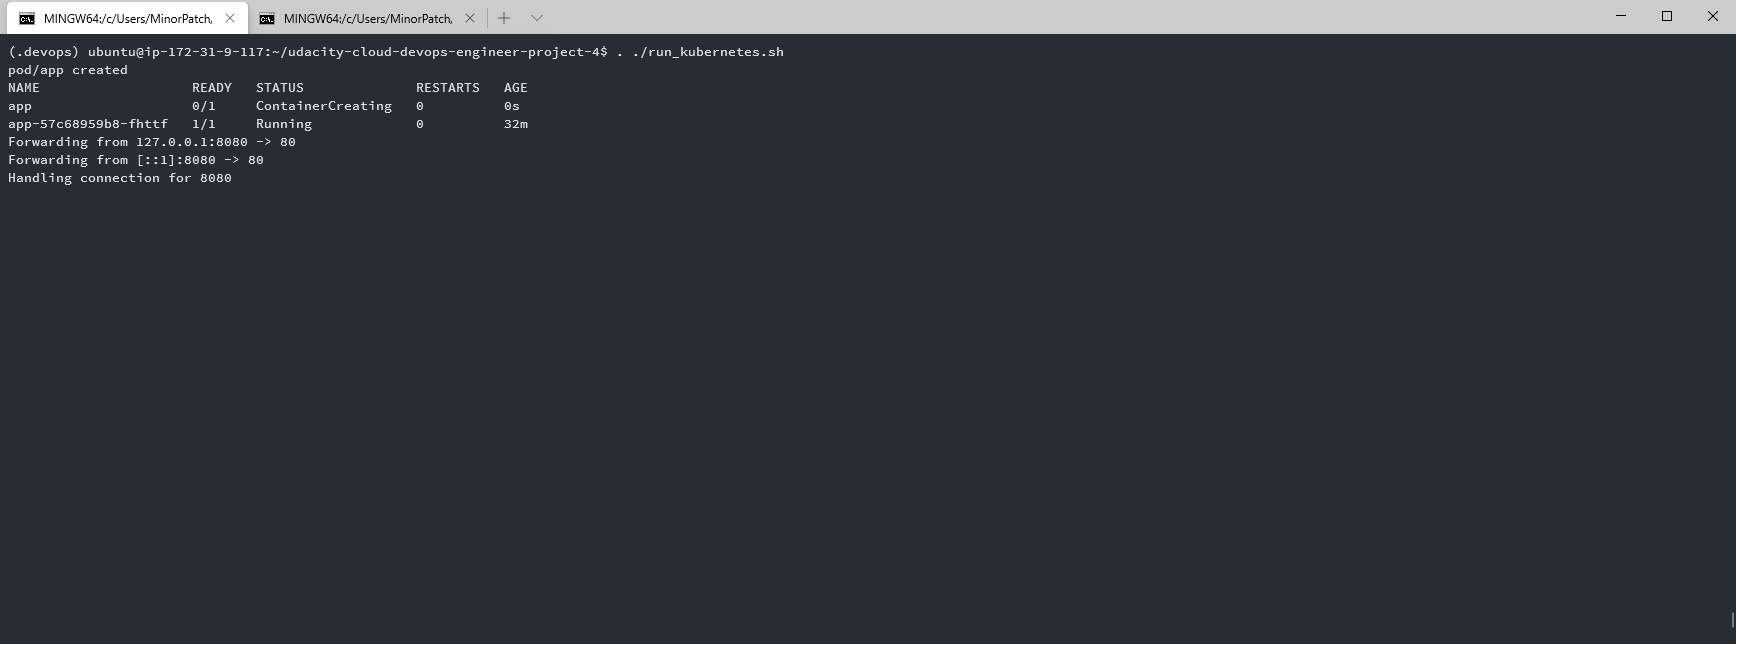 MINGW64:/c/Users/MinorPatch, MINGW64:/c/Users/MinorPatch,
(.devops) ubuntu@ip-172-31-9-117:~/udacity-cloud-devops-engineer-project-4$ . ./run_kubernetes.sh
pod/app created
NAME                   READY   STATUS              RESTARTS   AGE
app                    0/1     ContainerCreating   0          0s
app-57c68959b8-fhttf   1/1     Running             0          32m
Forwarding from 127.0.0.1:8080 -> 80
Forwarding from [::1]:8080 -> 80
Handling connection for 8080